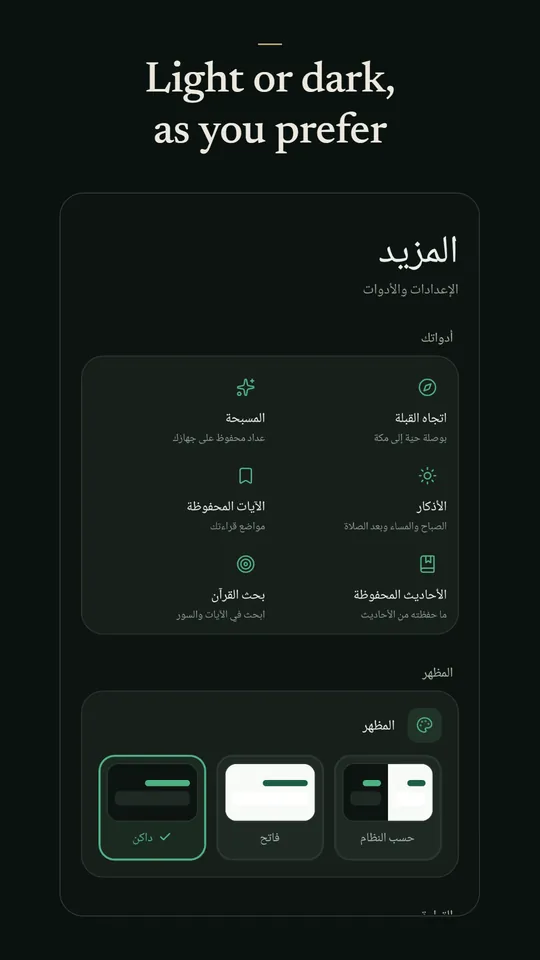 Light or dark,
as you prefer
المزيد
الإعدادات والأدوات
أدواتك
اتجاه القبلة
بوصلة حية إلى مكة
المسبحة
عداد محفوظ على جهازك
الأذكار
الصباح والمساء وبعد الصلاة
الآيات المحفوظة
مواضع قراءتك
الأحاديث المحفوظة
ما حفظته من الأحاديث
بحث القرآن
ابحث في الآيات والسور
المظهر
المظهر
حسب النظام
فاتح
داكن